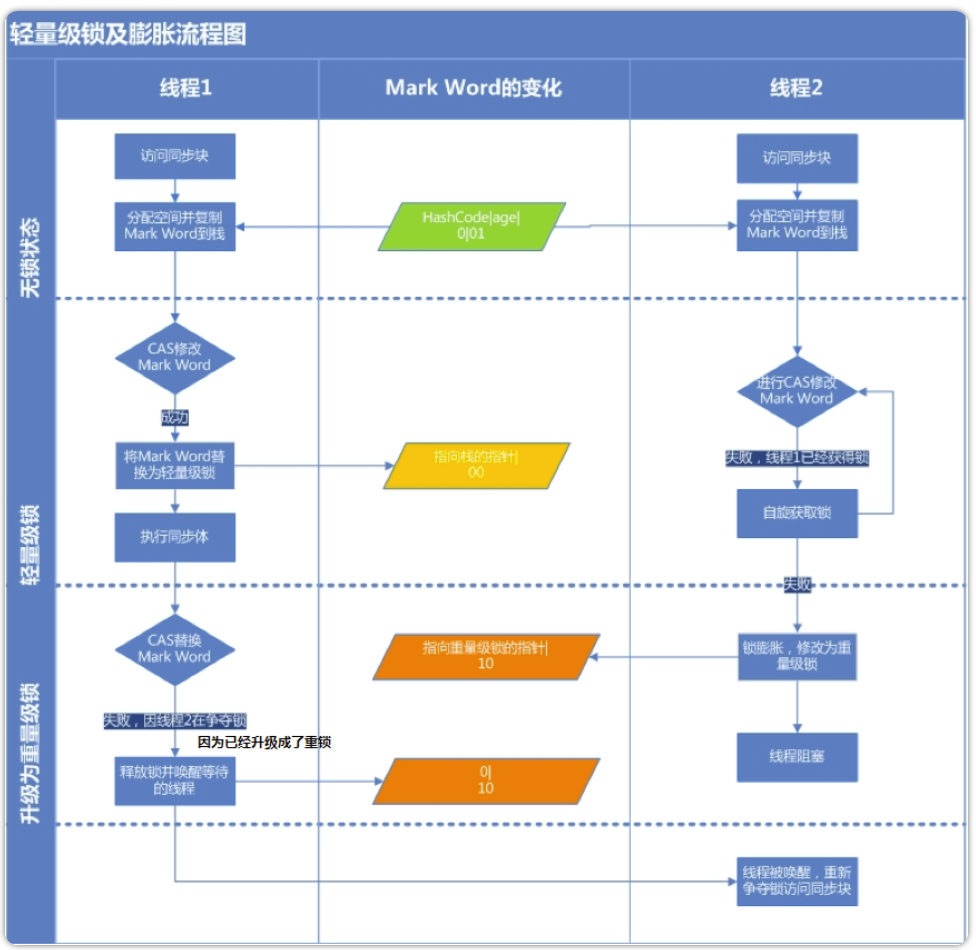 轻量级锁及膨胀流程图
线程1
Mark Word的变化
线程2
无锁状态
访问同步块
访问同步块
分配空间并复制
Mark Word到栈
HashCode|age|
0|01
分配空间并复制
Mark Word到栈
轻量级锁
CAS修改
Mark Word
进行CAS修改
Mark Word
成功
将Mark Word替
换为轻量级锁
指向栈的指针|
00
失败，线程1已经获得锁
自旋获取锁
执行同步体
失败
升级为重量级锁
CAS替换
Mark Word
指向重量级锁的指针|
10
锁膨胀，修改为重
量级锁
失败，因线程2在争夺锁
因为已经升级成了重锁
释放锁并唤醒等待
的线程
0|
10
线程阻塞
线程被唤醒，重新
争夺锁访问同步块